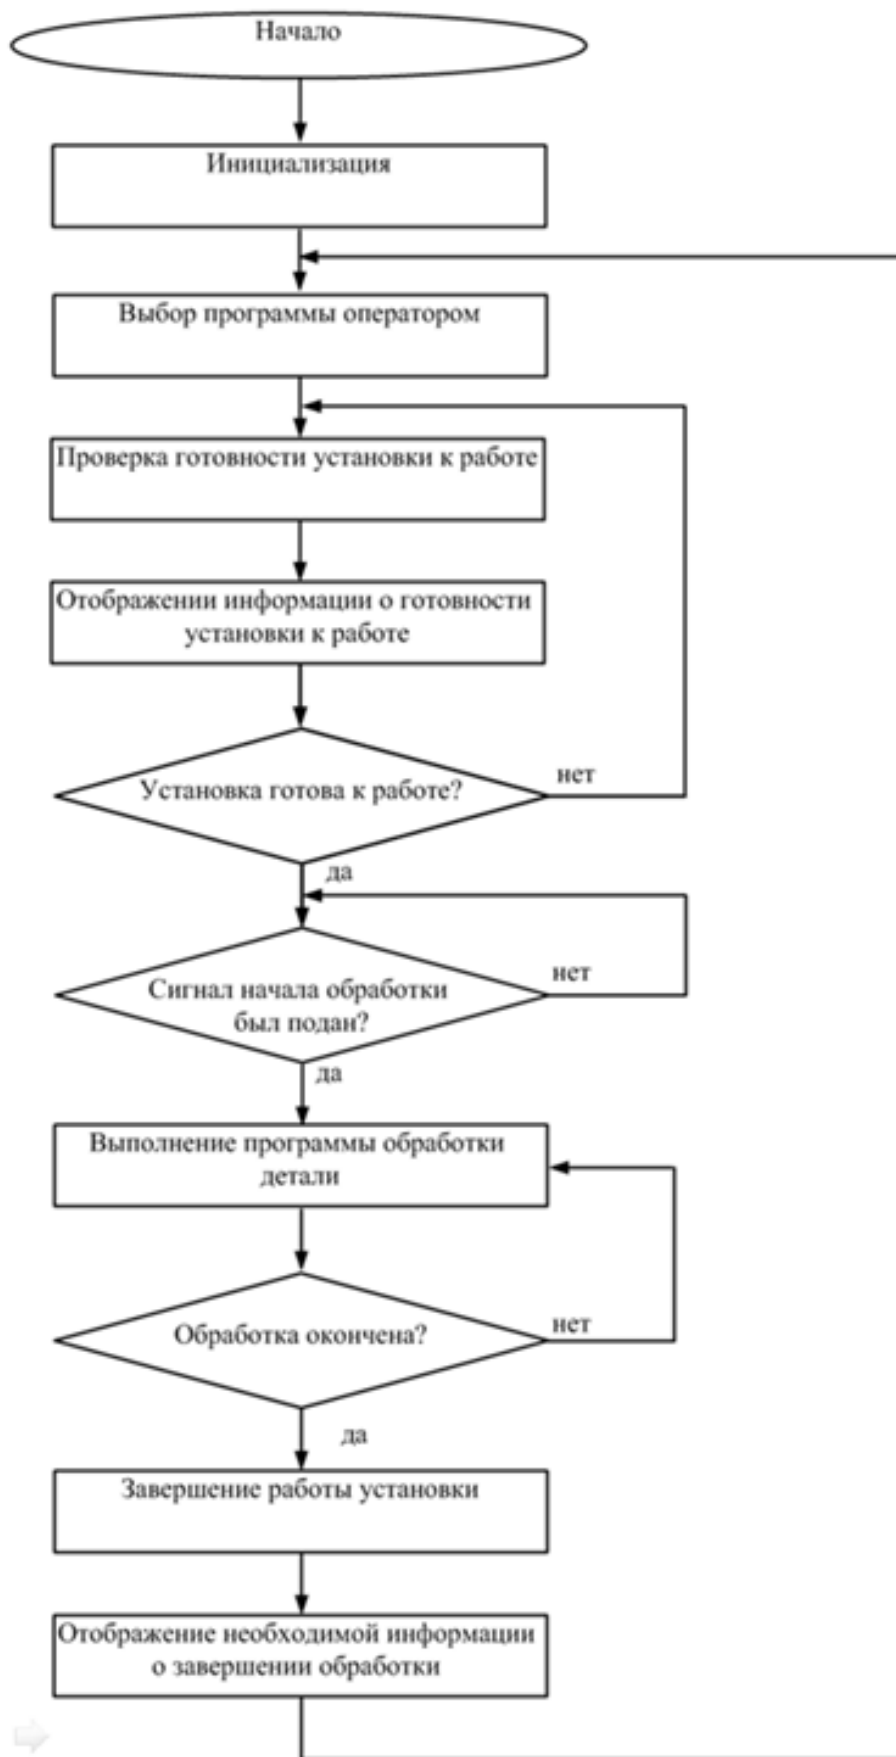 Начало
Инициализация
Выбор программы оператором
Проверка готовности установки к работе
Отображении информации о готовности
установки к работе
Установка готова к работе?
нет
да
Сигнал начала обработки
был подан?
нет
да
Выполнение программы обработки
детали
Обработка окончена?
нет
да
Завершение работы установки
Отображение необходимой информации
о завершении обработки